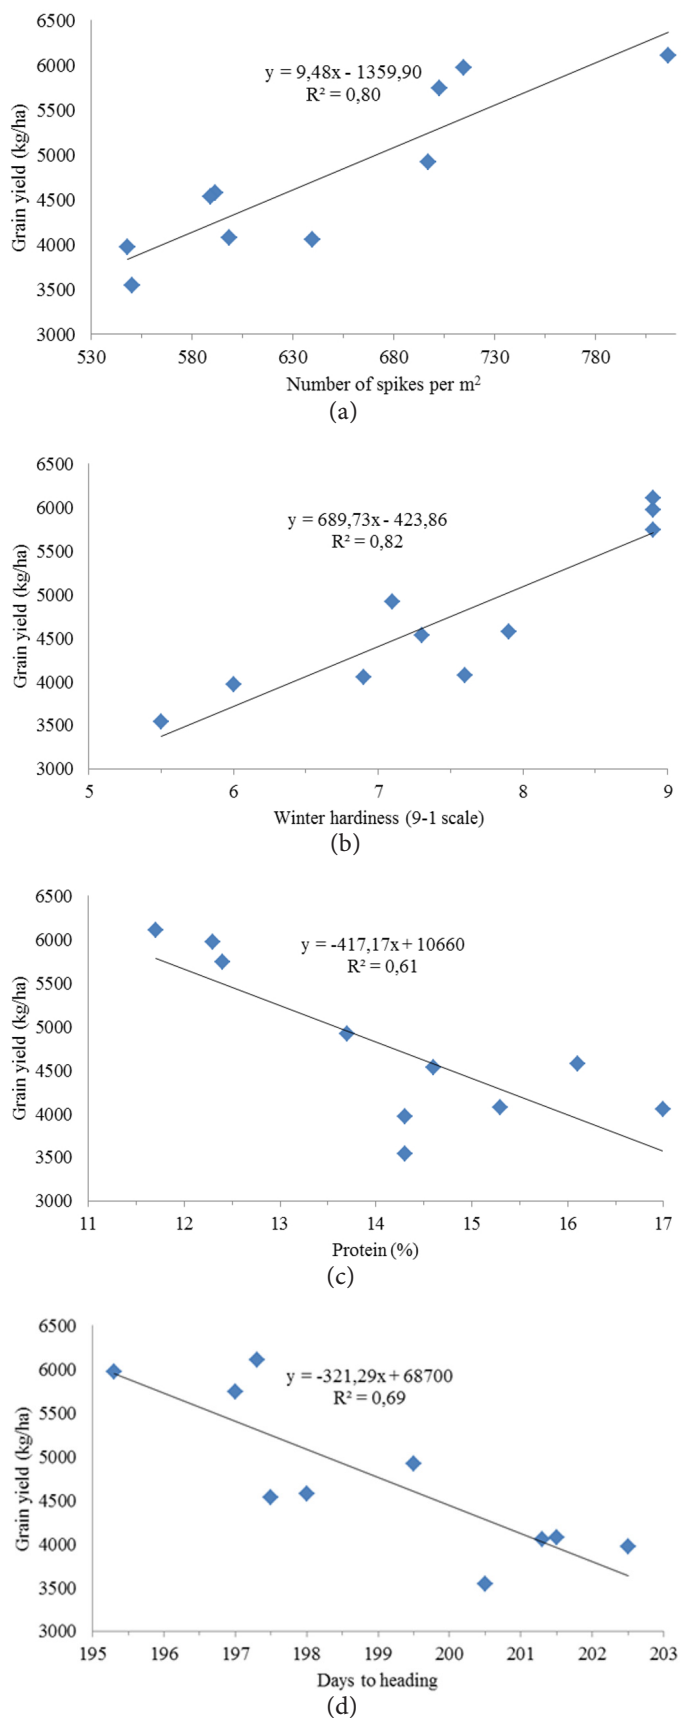 6500
6000
5500
5000
4500
4000
3500
3000
Grain yield (kg/ha)
y = 9,48x - 1359,90
R² = 0,80
530 580 630 680 730 780
Number of spikes per m²
(a)
6500
6000
5500
5000
4500
4000
3500
3000
Grain yield (kg/ha)
y = 689,73x - 423,86
R² = 0,82
5 6 7 8 9
Winter hardiness (9-1 scale)
(b)
6500
6000
5500
5000
4500
4000
3500
3000
Grain yield (kg/ha)
y = -417,17x + 10660
R² = 0,61
11 12 13 14 15 16 17
Protein (%)
(c)
6500
6000
5500
5000
4500
4000
3500
3000
Grain yield (kg/ha)
y = -321,29x + 68700
R² = 0,69
195 196 197 198 199 200 201 202 203
Days to heading
(d)